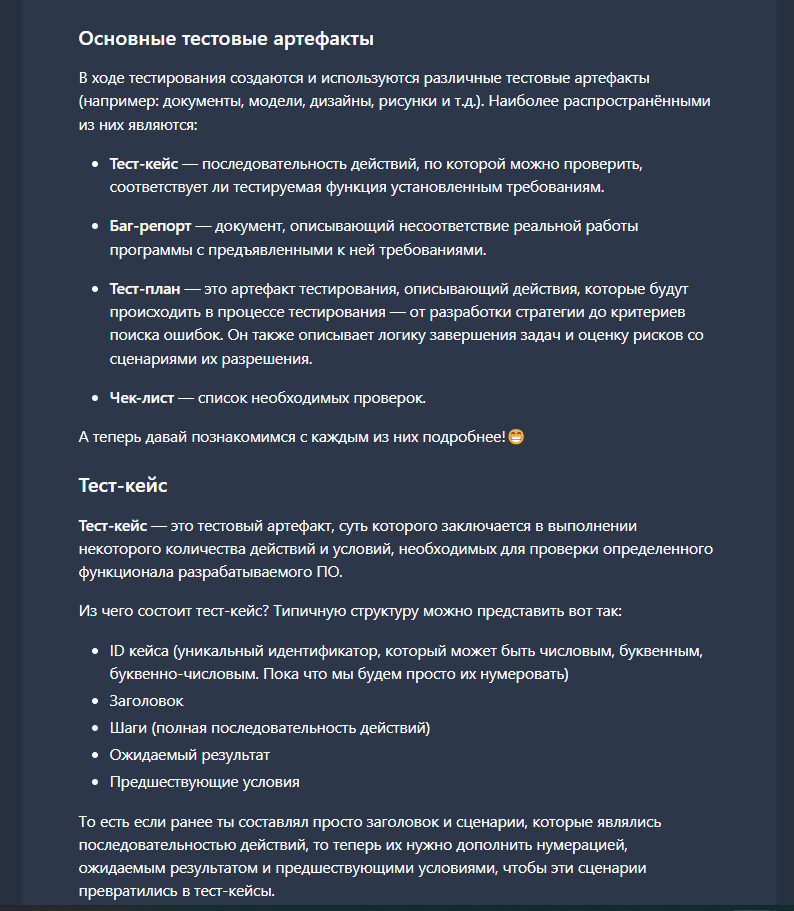 Основные тестовые артефакты
В ходе тестирования создаются и используются различные тестовые артефакты
(например: документы, модели, дизайны, рисунки и т.д.). Наиболее распространёнными
из них являются:
• Тест-кейс — последовательность действий, по которой можно проверить,
соответствует ли тестируемая функция установленным требованиям.
• Баг-репорт — документ, описывающий несоответствие реальной работы
программы с предъявленными к ней требованиями.
• Тест-план — это артефакт тестирования, описывающий действия, которые будут
происходить в процессе тестирования — от разработки стратегии до критериев
поиска ошибок. Он также описывает логику завершения задач и оценку рисков со
сценариями их разрешения.
• Чек-лист — список необходимых проверок.
А теперь давай познакомимся с каждым из них подробнее!😁
Тест-кейс
Тест-кейс — это тестовый артефакт, суть которого заключается в выполнении
некоторого количества действий и условий, необходимых для проверки определенного
функционала разрабатываемого ПО.
Из чего состоит тест-кейс? Типичную структуру можно представить вот так:
• ID кейса (уникальный идентификатор, который может быть числовым, буквенным,
буквенно-числовым. Пока что мы будем просто их нумеровать)
• Заголовок
• Шаги (полная последовательность действий)
• Ожидаемый результат
• Предшествующие условия
То есть если ранее ты составлял просто заголовок и сценарии, которые являлись
последовательностью действий, то теперь их нужно дополнить нумерацией,
ожидаемым результатом и предшествующими условиями, чтобы эти сценарии
превратились в тест-кейсы.